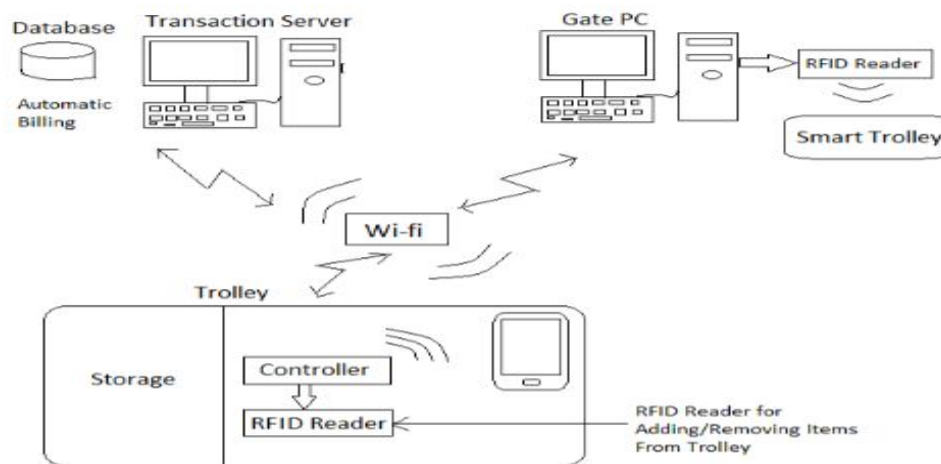 Database
Transaction Server
Gate PC
RFID Reader
Automatic
Billing
Smart Trolley
Wi-fi
Trolley
Storage
Controller
RFID Reader
RFID Reader for
Adding/Removing Items
From Trolley